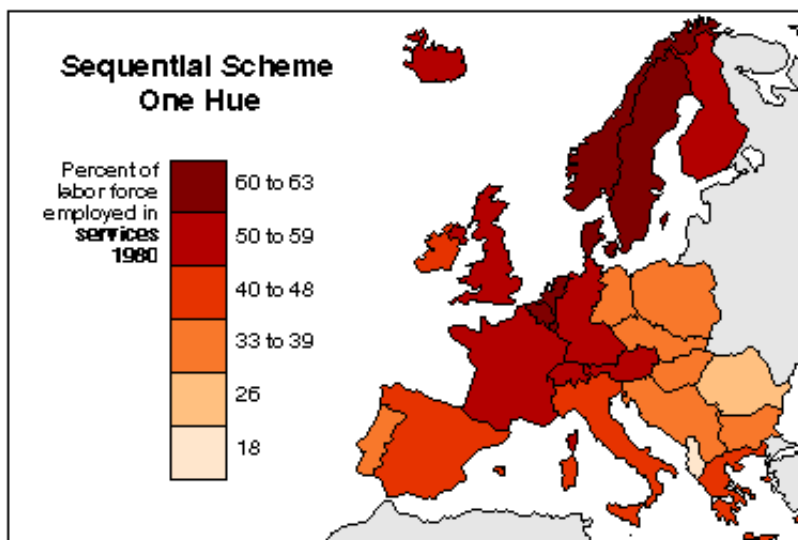 Sequential Scheme
One Hue
Percent of
labor force
employed in
services
1980
60 to 63
50 to 59
40 to 48
33 to 39
26
18